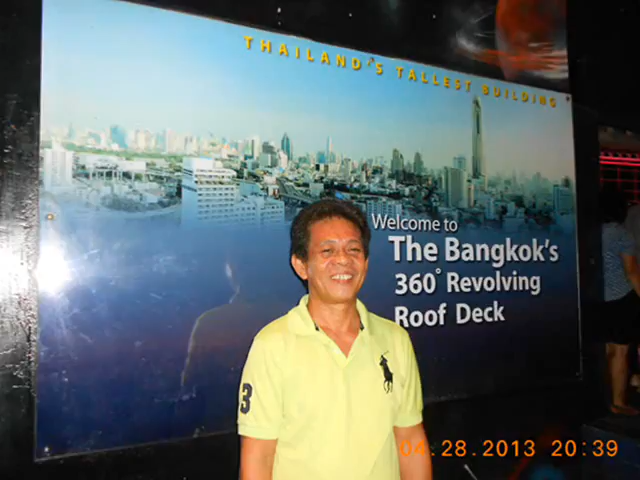 THAILAND'S TALLEST BUILDING
Welcome to
The Bangkok's
360° Revolving
Roof Deck
3
04.28.2013 20:39